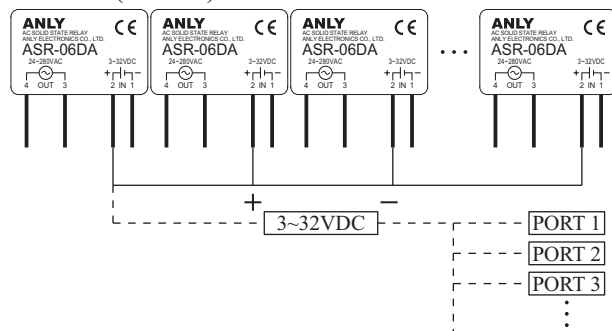 ANLY CE
AC SOLID STATE RELAY
ANLY ELECTRONICS CO., LTD.
ASR-06DA
24~280VAC 3~32VDC
+ −
4 OUT 3 2 IN 1
ANLY CE
AC SOLID STATE RELAY
ANLY ELECTRONICS CO., LTD.
ASR-06DA
24~280VAC 3~32VDC
+ −
4 OUT 3 2 IN 1
ANLY CE
AC SOLID STATE RELAY
ANLY ELECTRONICS CO., LTD.
ASR-06DA
24~280VAC 3~32VDC
+ −
4 OUT 3 2 IN 1
...
ANLY CE
AC SOLID STATE RELAY
ANLY ELECTRONICS CO., LTD.
ASR-06DA
24~280VAC 3~32VDC
+ −
4 OUT 3 2 IN 1
+ −
3~32VDC
PORT 1
PORT 2
PORT 3